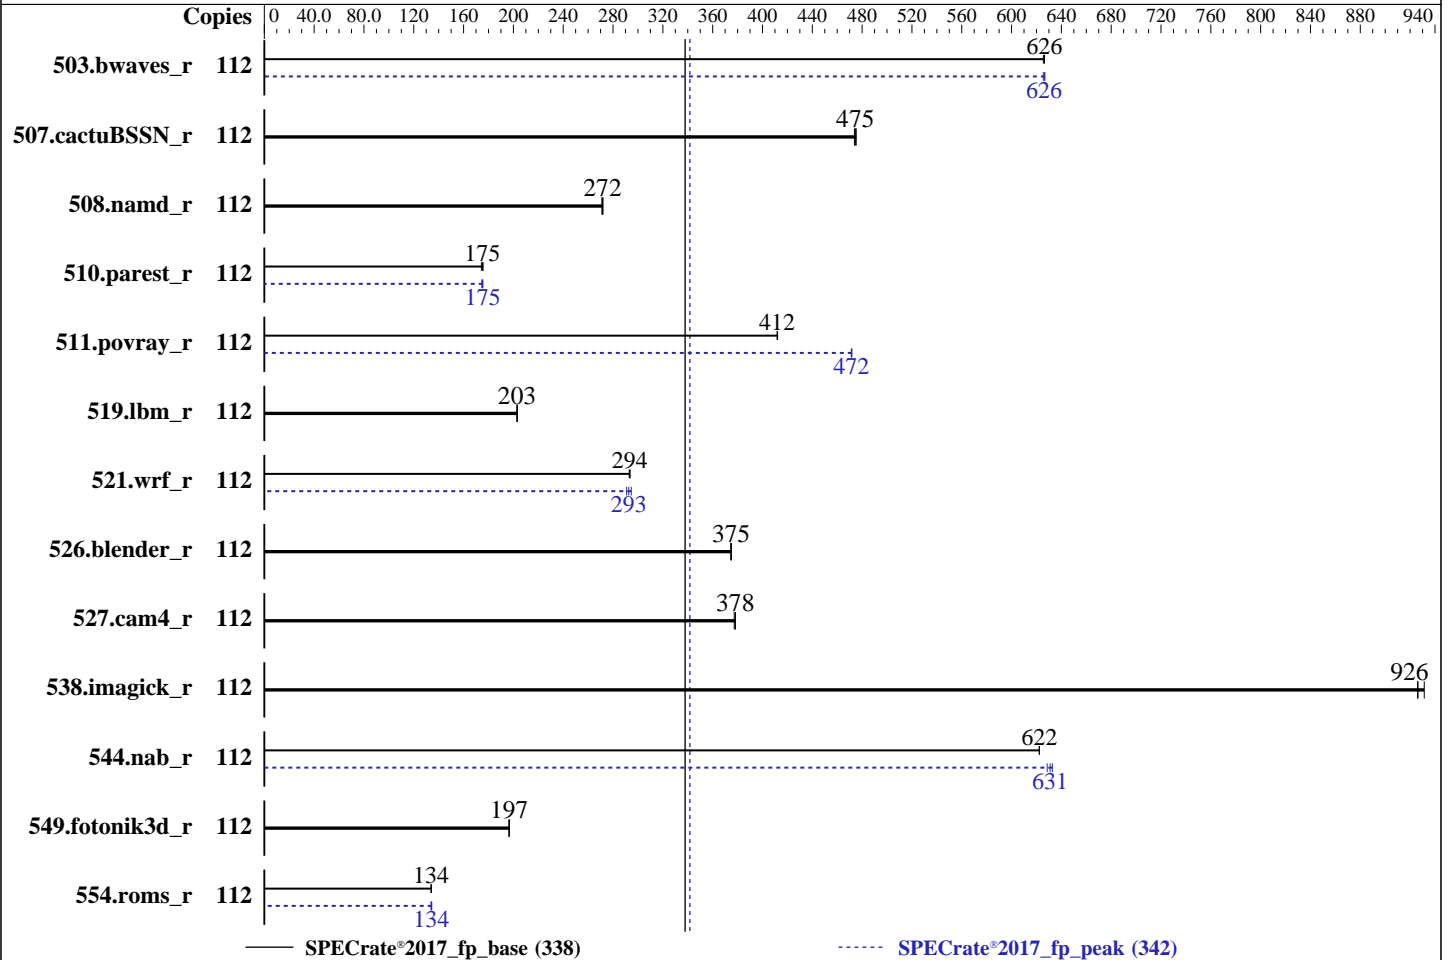 Copies 0 40.0 80.0 120 160 200 240 280 320 360 400 440 480 520 560 600 640 680 720 760 800 840 880 940
503.bwaves_r 112 626
626
507.cactuBSSN_r 112 475
508.namd_r 112 272
510.parest_r 112 175
175
511.povray_r 112 412
472
519.lbm_r 112 203
521.wrf_r 112 294
293
526.blender_r 112 375
527.cam4_r 112 378
538.imagick_r 112 926
544.nab_r 112 622
631
549.fotonik3d_r 112 197
554.roms_r 112 134
134
SPECrate®2017_fp_base (338) SPECrate®2017_fp_peak (342)